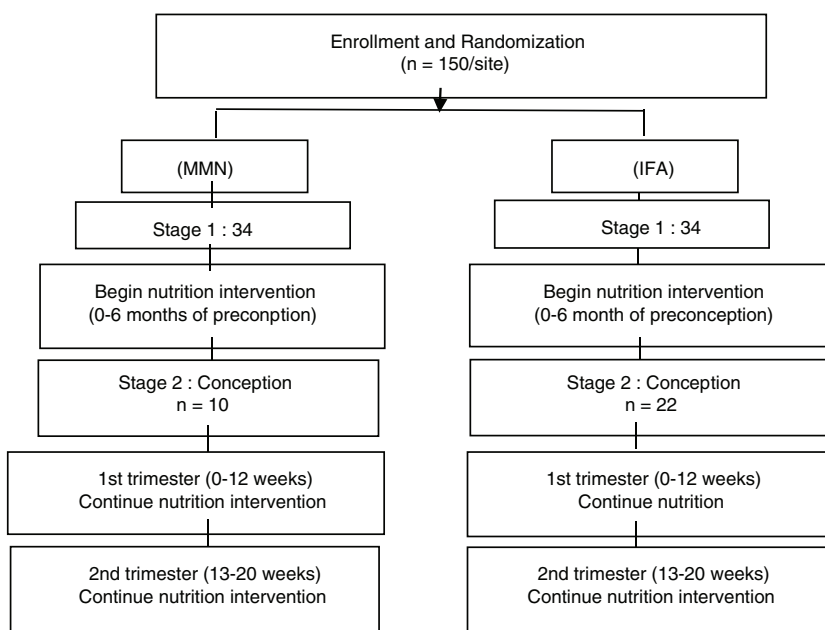 Enrollment and Randomization
(n = 150/site)
(MMN)
(IFA)
Stage 1 : 34
Stage 1 : 34
Begin nutrition intervention
(0-6 months of preconption)
Begin nutrition intervention
(0-6 month of preconception)
Stage 2 : Conception
n = 10
Stage 2 : Conception
n = 22
1st trimester (0-12 weeks)
Continue nutrition intervention
1st trimester (0-12 weeks)
Continue nutrition
2nd trimester (13-20 weeks)
Continue nutrition intervention
2nd trimester (13-20 weeks)
Continue nutrition intervention